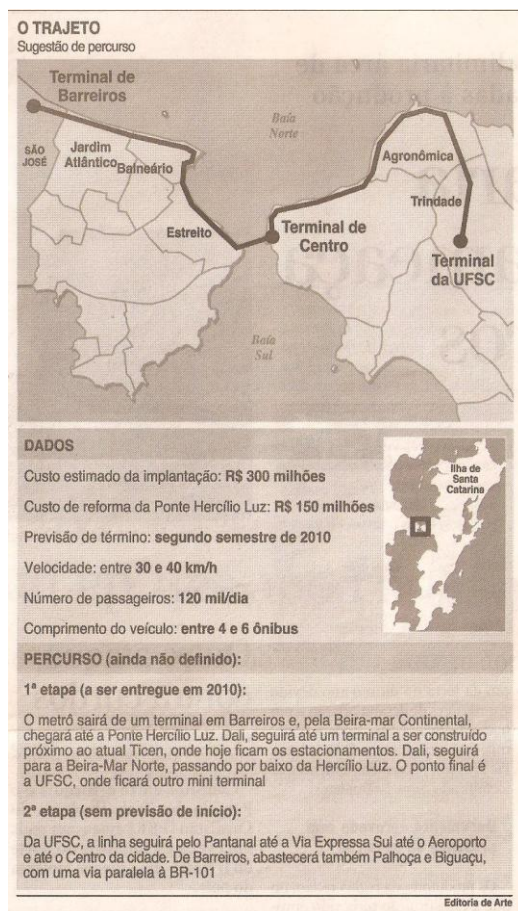 O TRAJETO
Sugestão de percurso
Terminal de
Barreiros
Baía
Norte
SÃO
JOSÉ
Jardim
Atlântico
Balneário
Agronômica
Trindade
Estreito
Terminal de
Centro
Terminal
da UFSC
Baía
Sul
DADOS
Custo estimado da implantação: R$ 300 milhões
Custo de reforma da Ponte Hercílio Luz: R$ 150 milhões
Previsão de término: segundo semestre de 2010
Velocidade: entre 30 e 40 km/h
Número de passageiros: 120 mil/dia
Comprimento do veículo: entre 4 e 6 ônibus
Ilha de
Santa
Catarina
PERCURSO (ainda não definido):
1ª etapa (a ser entregue em 2010):
O metrô sairá de um terminal em Barreiros e, pela Beira-mar Continental,
chegará até a Ponte Hercílio Luz. Dali, seguirá até um terminal a ser construído
próximo ao atual Ticen, onde hoje ficam os estacionamentos. Dali, seguirá
para a Beira-Mar Norte, passando por baixo da Hercílio Luz. O ponto final é
a UFSC, onde ficará outro mini terminal
2ª etapa (sem previsão de início):
Da UFSC, a linha seguirá pelo Pantanal até a Via Expressa Sul até o Aeroporto
e até o Centro da cidade. De Barreiros, abastecerá também Palhoça e Biguaçu,
com uma via paralela à BR-101
Editoria de Arte